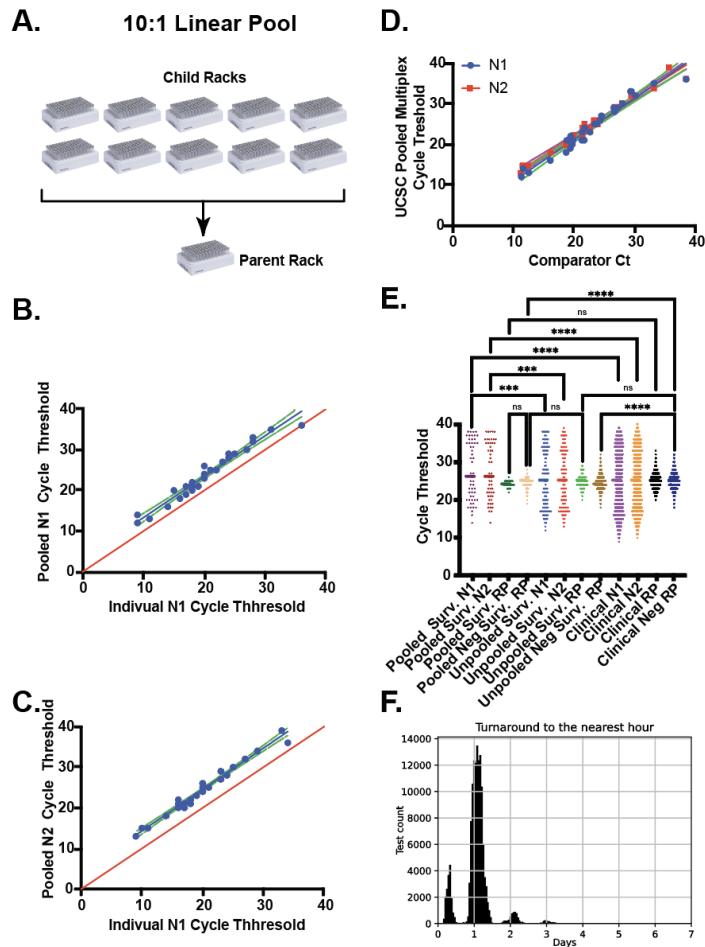 A.
10:1 Linear Pool
Child Racks
Parent Rack
B.
Pooled N1 Cycle Threshold
40
30
20
10
0
0
10
20
30
40
Indivual N1 Cycle Thhresold
C.
Pooled N2 Cycle Threshold
40
30
20
10
0
0
10
20
30
40
Indivual N1 Cycle Thhresold
D.
N1
N2
UCSC Pooled Multiplex
Cycle Treshold
40
30
20
10
0
0
10
20
30
40
Comparator Ct
E.
****
ns
****
****
***
***
ns
ns
ns
****
Cycle Threshold
40
30
20
10
0
Pooled Surv. N1
Pooled Surv. N2
Pooled Surv. RP
Pooled Neg Surv. RP
Unpooled Surv. N1
Unpooled Surv. N2
Unpooled Surv. RP
Unpooled Neg Surv. RP
Clinical N1
Clinical N2
Clinical RP
Clinical Neg RP
F.
Turnaround to the nearest hour
Test count
14000
12000
10000
8000
6000
4000
2000
0
0
1
2
3
4
5
6
7
Days